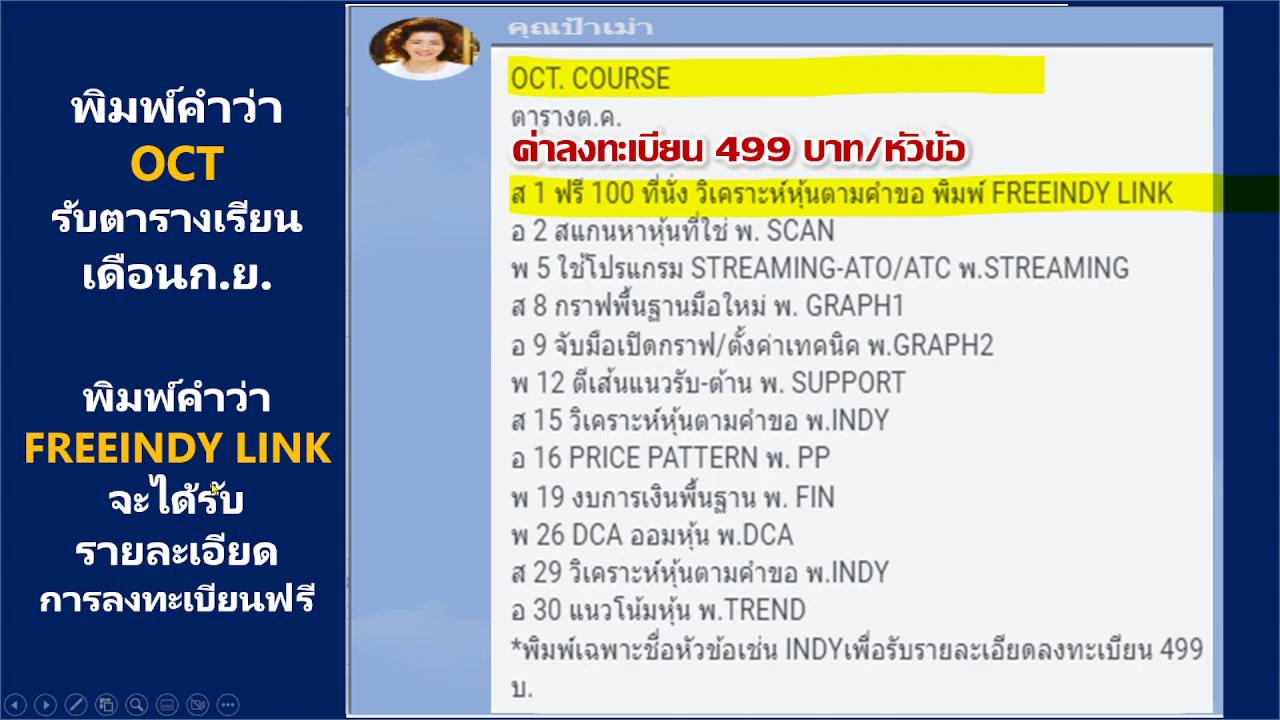 พิมพ์คำว่า
OCT
รับตารางเรียน
เดือนก.ย.
พิมพ์คำว่า
FREEINDY LINK
จะได้รับ
รายละเอียด
การลงทะเบียนฟรี
คุณป้าเม่า
OCT. COURSE
ตารางต.ค.
ค่าลงทะเบียน 499 บาท/หัวข้อ
ส 1 ฟรี 100 ที่นั่ง วิเคราะห์หุ้นตามคำขอ พิมพ์ FREEINDY LINK
อ 2 สแกนหาหุ้นที่ใช่ พ. SCAN
พ 5 ใช้โปรแกรม STREAMING-ATO/ATC พ.STREAMING
ส 8 กราฟพื้นฐานมือใหม่ พ. GRAPH1
อ 9 จับมือเปิดกราฟ/ตั้งค่าเทคนิค พ.GRAPH2
พ 12 ตีเส้นแนวรับ-ต้าน พ. SUPPORT
ส 15 วิเคราะห์หุ้นตามคำขอ พ.INDY
อ 16 PRICE PATTERN พ. PP
พ 19 งบการเงินพื้นฐาน พ. FIN
พ 26 DCA ออมหุ้น พ.DCA
ส 29 วิเคราะห์หุ้นตามคำขอ พ.INDY
อ 30 แนวโน้มหุ้น พ.TREND
*พิมพ์เฉพาะชื่อหัวข้อเช่น INDYเพื่อรับรายละเอียดลงทะเบียน 499
บ.